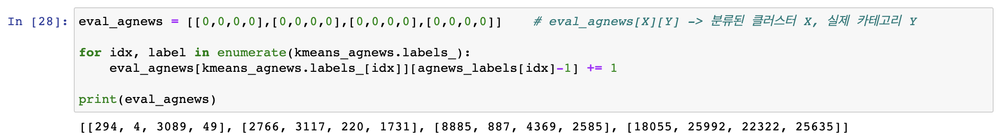 In [28]: eval_agnews = [[0,0,0,0],[0,0,0,0],[0,0,0,0],[0,0,0,0]]    # eval_agnews[X][Y] -> 분류된 클러스터 X, 실제 카테고리 Y
for idx, label in enumerate(kmeans_agnews.labels_):
    eval_agnews[kmeans_agnews.labels_[idx]][agnews_labels[idx]-1] += 1
print(eval_agnews)
[[294, 4, 3089, 49], [2766, 3117, 220, 1731], [8885, 887, 4369, 2585], [18055, 25992, 22322, 25635]]